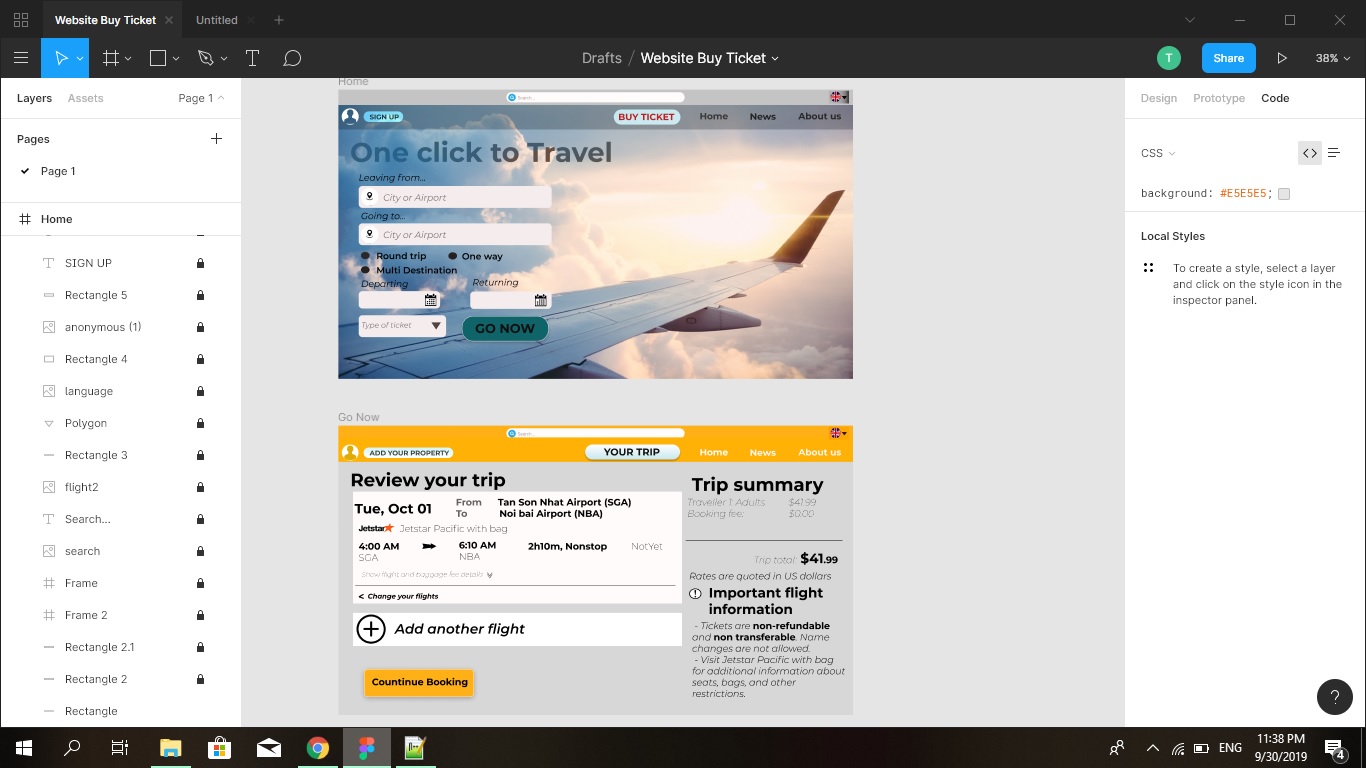 Website Buy Ticket
Untitled
Drafts / Website Buy Ticket
T
Share
38%
Layers
Assets
Page 1
Pages
Page 1
Home
SIGN UP
Rectangle 5
anonymous (1)
Rectangle 4
language
Polygon
Rectangle 3
flight2
Search...
search
Frame
Frame 2
Rectangle 2.1
Rectangle 2
Rectangle
Home
Search...
SIGN UP
BUY TICKET
Home
News
About us
One click to Travel
Leaving from...
City or Airport
Going to...
City or Airport
Round trip
One way
Multi Destination
Departing
Returning
Type of ticket
GO NOW
Go Now
Search...
ADD YOUR PROPERTY
YOUR TRIP
Home
News
About us
Review your trip
Tue, Oct 01
From
Tan Son Nhat Airport (SGA)
To
Noi bai Airport (NBA)
Jetstar
Jetstar Pacific with bag
4:00 AM
6:10 AM
2h10m, Nonstop
NotYet
SGA
NBA
Show flight and baggage fee details
< Change your flights
Add another flight
Countinue Booking
Trip summary
Traveller 1: Adults
$41.99
Booking fee:
$0.00
Trip total: $41.99
Rates are quoted in US dollars
Important flight
information
- Tickets are non-refundable
and non transferable. Name
changes are not allowed.
- Visit Jetstar Pacific with bag
for additional information about
seats, bags, and other
restrictions.
Design
Prototype
Code
CSS
background: #E5E5E5;
Local Styles
To create a style, select a layer
and click on the style icon in the
inspector panel.
?
ENG
11:38 PM
9/30/2019
4